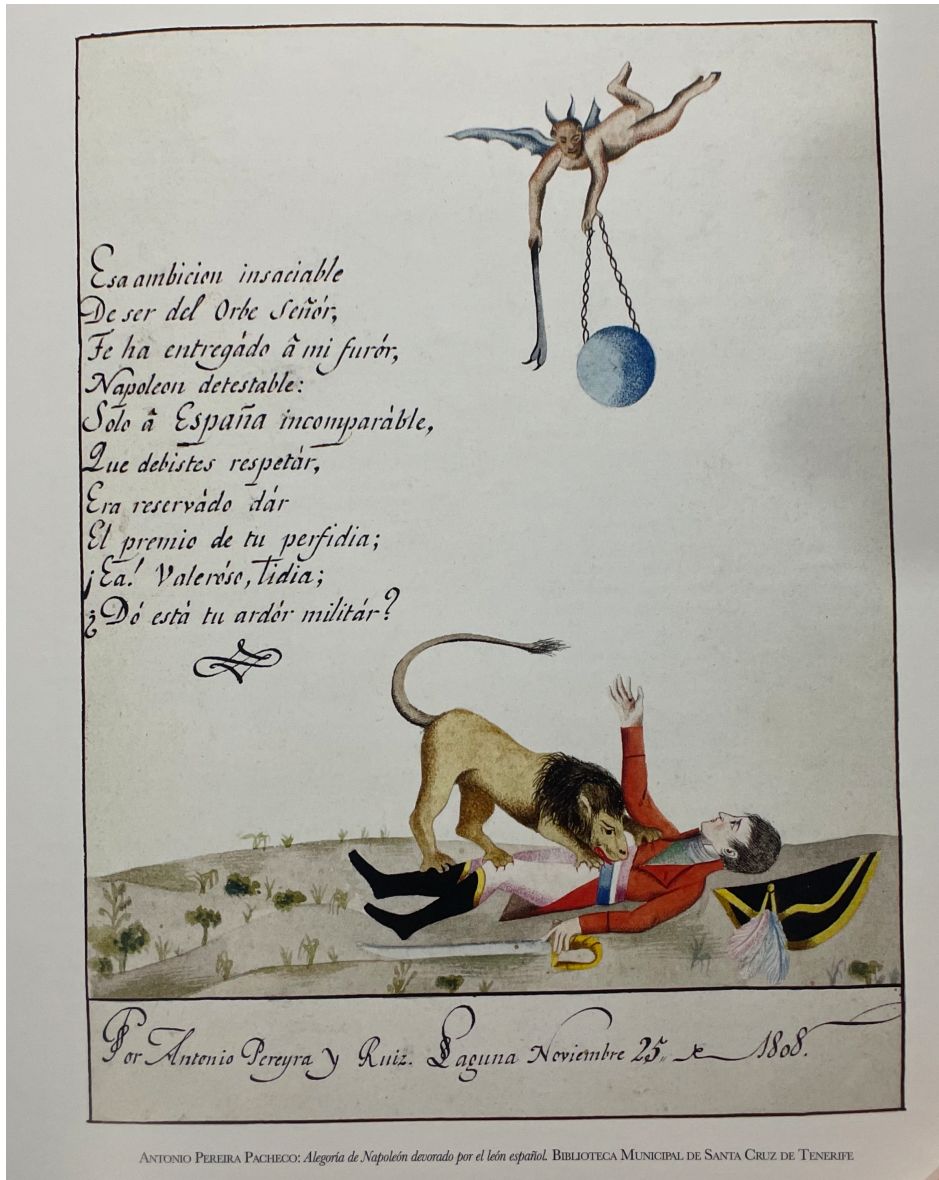 Esa ambicion insaciable
De ser del Orbe Señór,
Te ha entregádo â mi furór,
Napoleon detestable:
Sólo â España incomparáble,
Que debistes respetár,
Era reservádo dár
El premio de tu perfidia;
¡Ea! Valeróso, lidia;
¿Dó está tu ardór militár?
Por Antonio Pereyra y Ruiz. Laguna Noviembre 25,, de 1808.
ANTONIO PEREIRA PACHECO: Alegoría de Napoleón devorado por el león español. BIBLIOTECA MUNICIPAL DE SANTA CRUZ DE TENERIFE